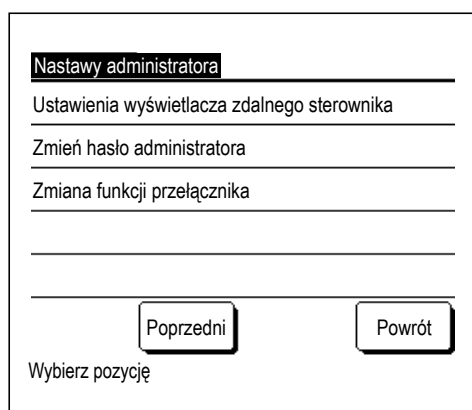 Nastawy administratora
Ustawienia wyświetlacza zdalnego sterownika
Zmień hasło administratora
Zmiana funkcji przełącznika
Poprzedni Powrót
Wybierz pozycję